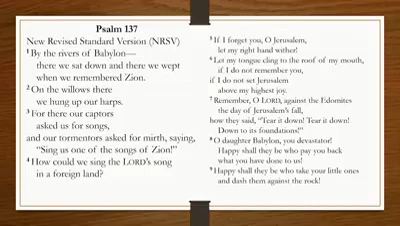 Psalm 137
New Revised Standard Version (NRSV)
1 By the rivers of Babylon—
there we sat down and there we wept
when we remembered Zion.
2 On the willows there
we hung up our harps.
3 For there our captors
asked us for songs,
and our tormentors asked for mirth, saying,
“Sing us one of the songs of Zion!”
4 How could we sing the LORD’s song
in a foreign land?
5 If I forget you, O Jerusalem,
let my right hand wither!
6 Let my tongue cling to the roof of my mouth,
if I do not remember you,
if I do not set Jerusalem
above my highest joy.
7 Remember, O LORD, against the Edomites
the day of Jerusalem’s fall,
how they said, “Tear it down! Tear it down!
Down to its foundations!”
8 O daughter Babylon, you devastator!
Happy shall they be who pay you back
what you have done to us!
9 Happy shall they be who take your little ones
and dash them against the rock!